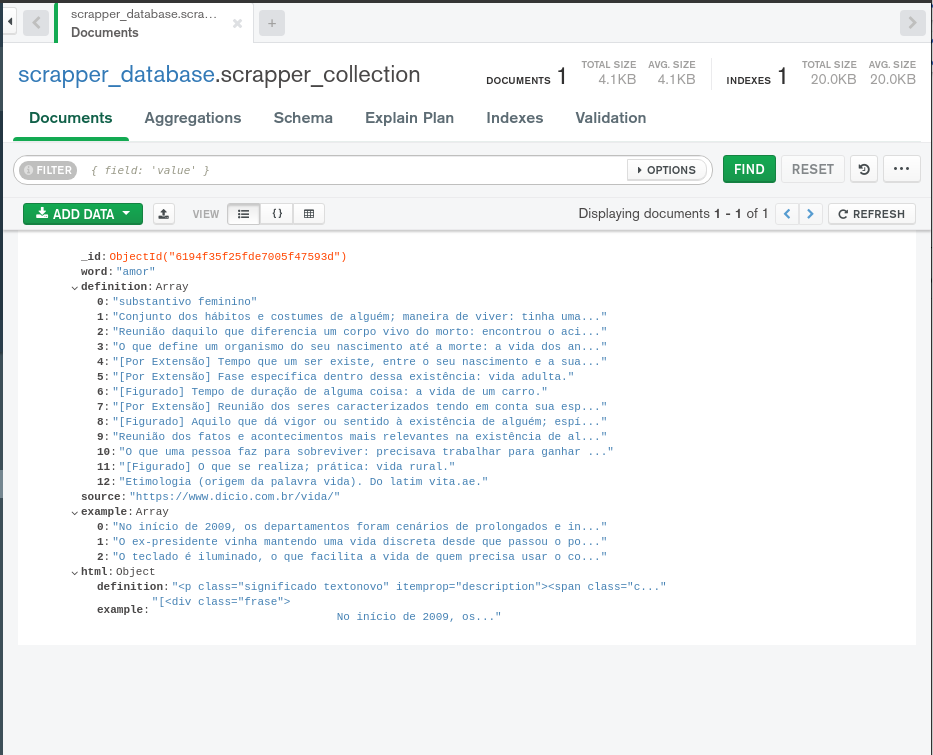 scrapper_database.scra...
Documents
scrapper_database.scrapper_collection
DOCUMENTS 1
TOTAL SIZE
4.1KB
AVG. SIZE
4.1KB
INDEXES 1
TOTAL SIZE
20.0KB
AVG. SIZE
20.0KB
Documents Aggregations Schema Explain Plan Indexes Validation
FILTER { field: 'value' } OPTIONS FIND RESET
ADD DATA VIEW {} Displaying documents 1 - 1 of 1 REFRESH
_id: ObjectId("6194f35f25fde7005f47593d")
word: "amor"
definition: Array
0: "substantivo feminino"
1: "Conjunto dos hábitos e costumes de alguém; maneira de viver: tinha uma..."
2: "Reunião daquilo que diferencia um corpo vivo do morto: encontrou o aci..."
3: "O que define um organismo do seu nascimento até a morte: a vida dos an..."
4: "[Por Extensão] Tempo que um ser existe, entre o seu nascimento e a sua..."
5: "[Por Extensão] Fase específica dentro dessa existência: vida adulta."
6: "[Figurado] Tempo de duração de alguma coisa: a vida de um carro."
7: "[Por Extensão] Reunião dos seres caracterizados tendo em conta sua esp..."
8: "[Figurado] Aquilo que dá vigor ou sentido à existência de alguém; espí..."
9: "Reunião dos fatos e acontecimentos mais relevantes na existência de al..."
10: "O que uma pessoa faz para sobreviver: precisava trabalhar para ganhar ..."
11: "[Figurado] O que se realiza; prática: vida rural."
12: "Etimologia (origem da palavra vida). Do latim vita.ae."
source: "https://www.dicio.com.br/vida/"
example: Array
0: "No início de 2009, os departamentos foram cenários de prolongados e in..."
1: "O ex-presidente vinha mantendo uma vida discreta desde que passou o po..."
2: "O teclado é iluminado, o que facilita a vida de quem precisa usar o co..."
html: Object
definition: "<p class="significado textonovo" itemprop="description"><span class="c..."
example: "[<div class="frase">
No início de 2009, os..."